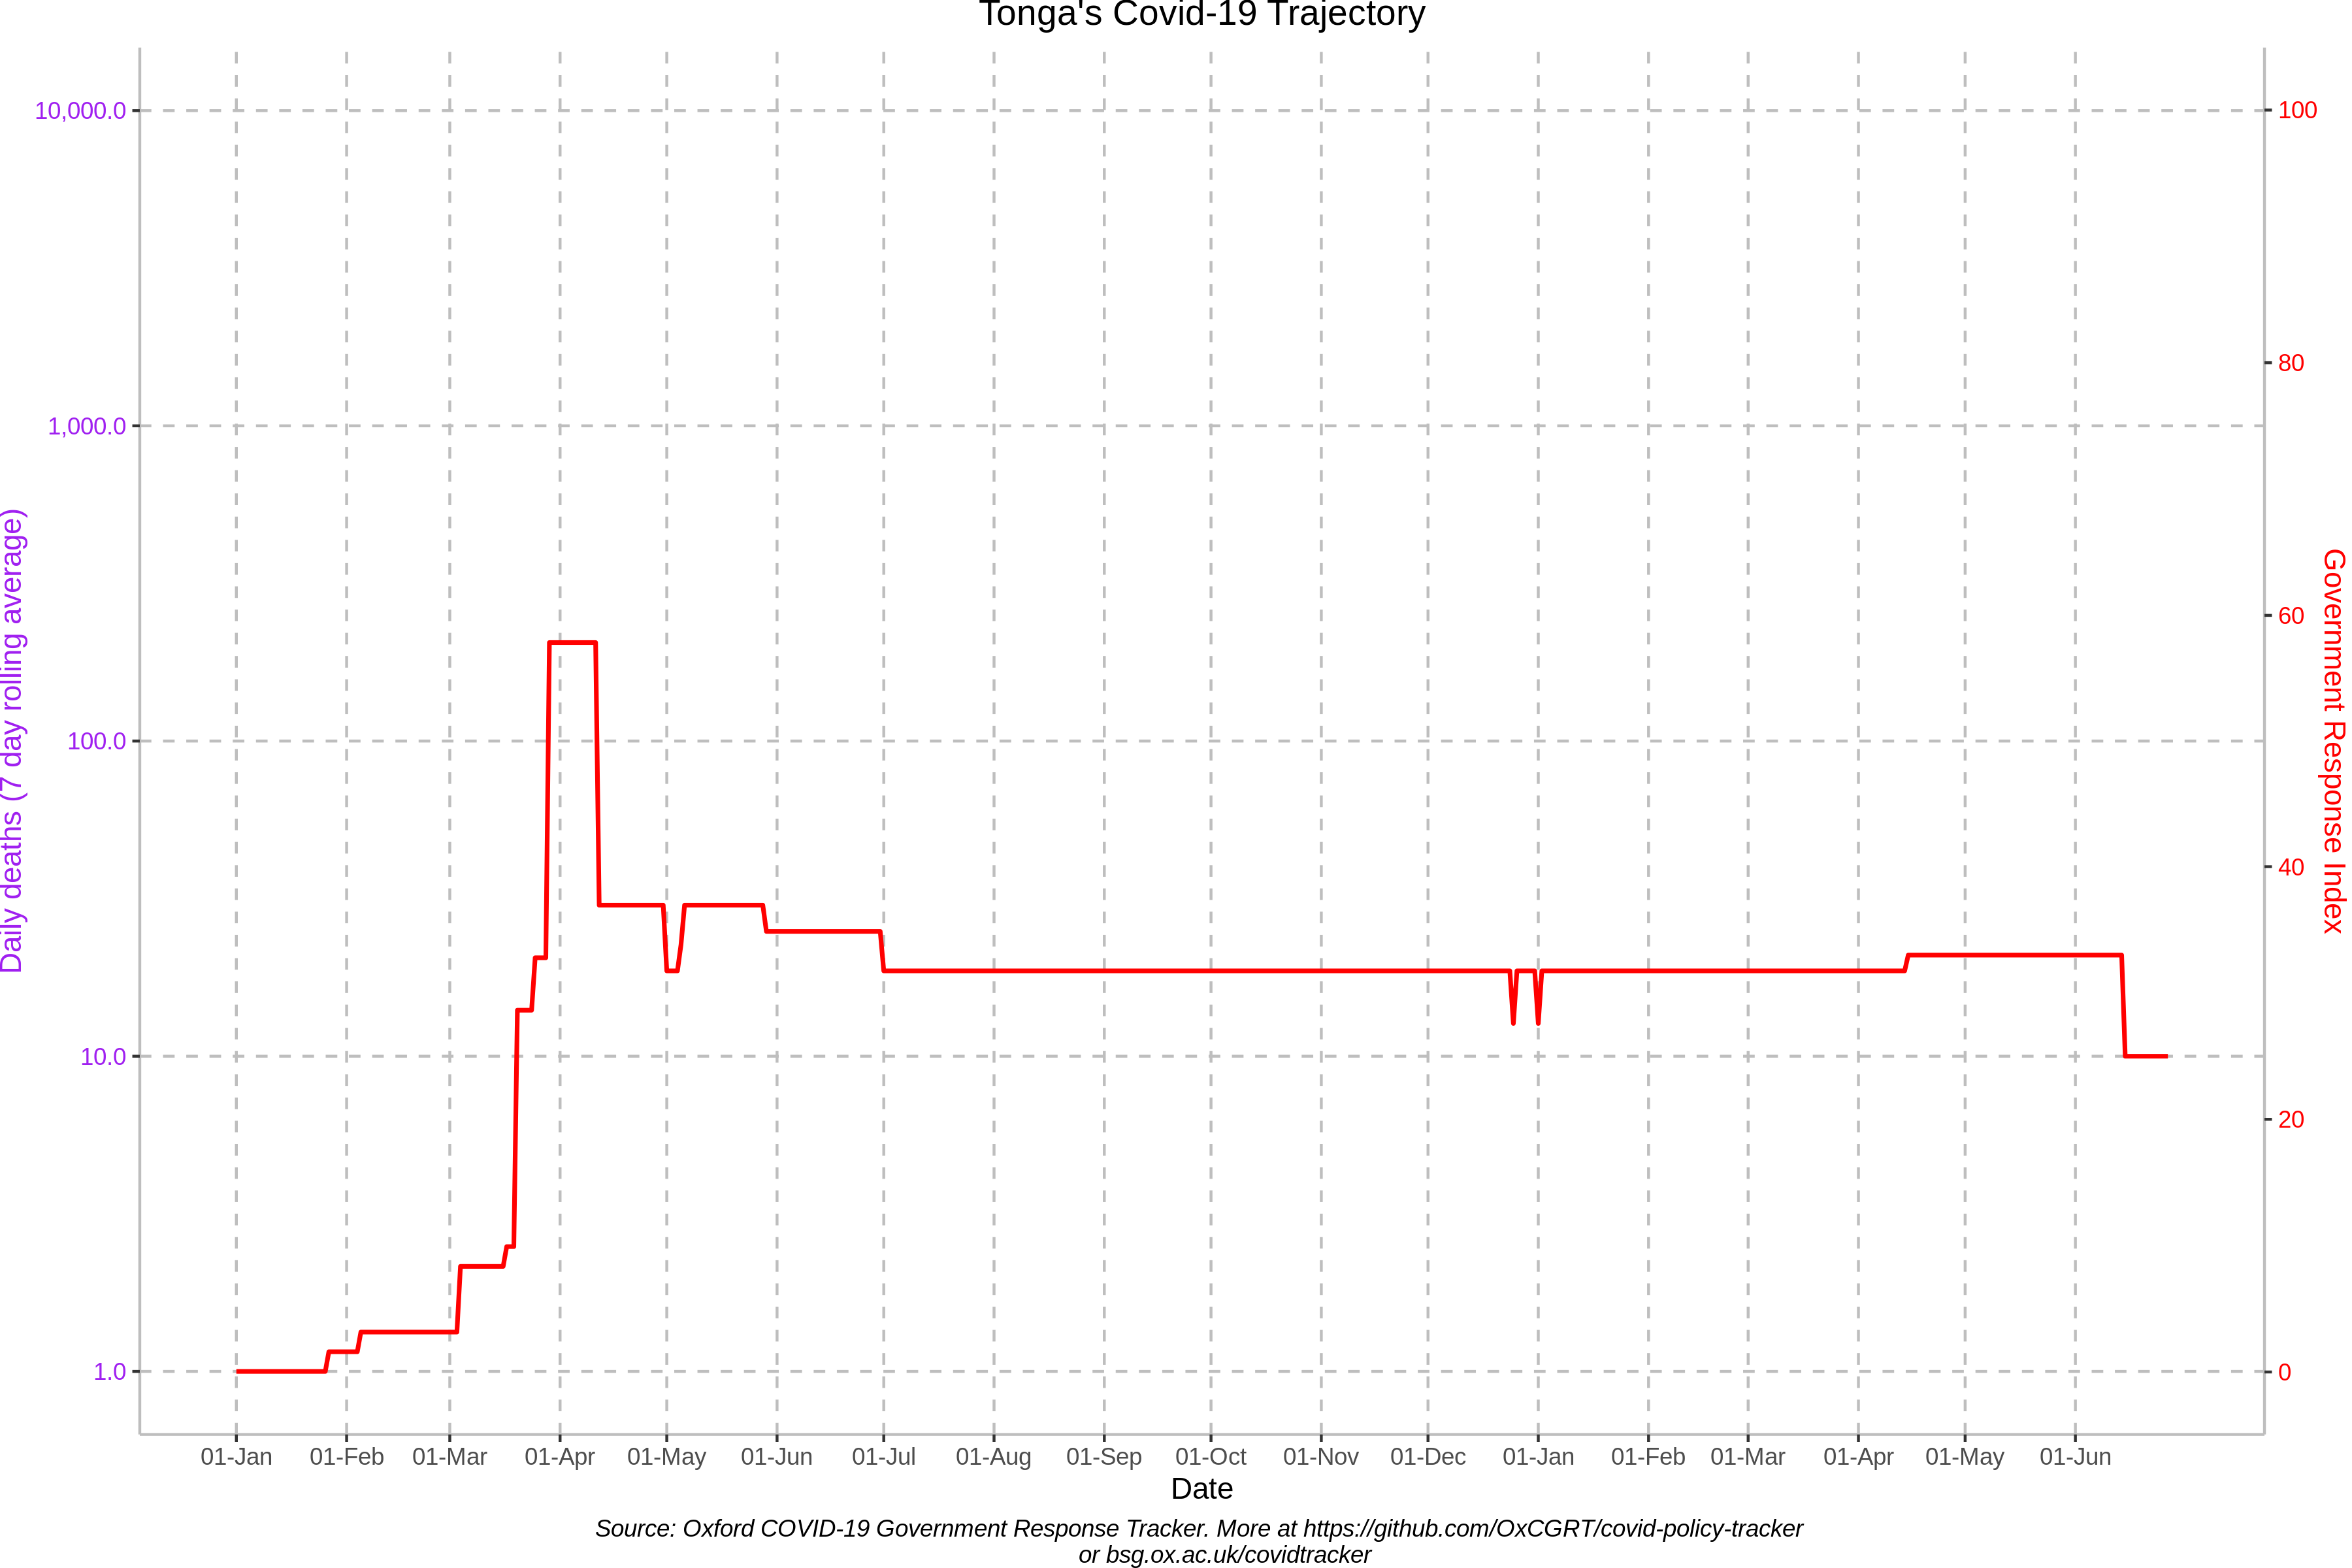 Tonga's Covid-19 Trajectory
10,000.0
1,000.0
100.0
10.0
1.0
Daily deaths (7 day rolling average)
100
80
60
40
20
0
Government Response Index
01-Jan 01-Feb 01-Mar 01-Apr 01-May 01-Jun 01-Jul 01-Aug 01-Sep 01-Oct 01-Nov 01-Dec 01-Jan 01-Feb 01-Mar 01-Apr 01-May 01-Jun
Date
Source: Oxford COVID-19 Government Response Tracker. More at https://github.com/OxCGRT/covid-policy-tracker
or bsg.ox.ac.uk/covidtracker